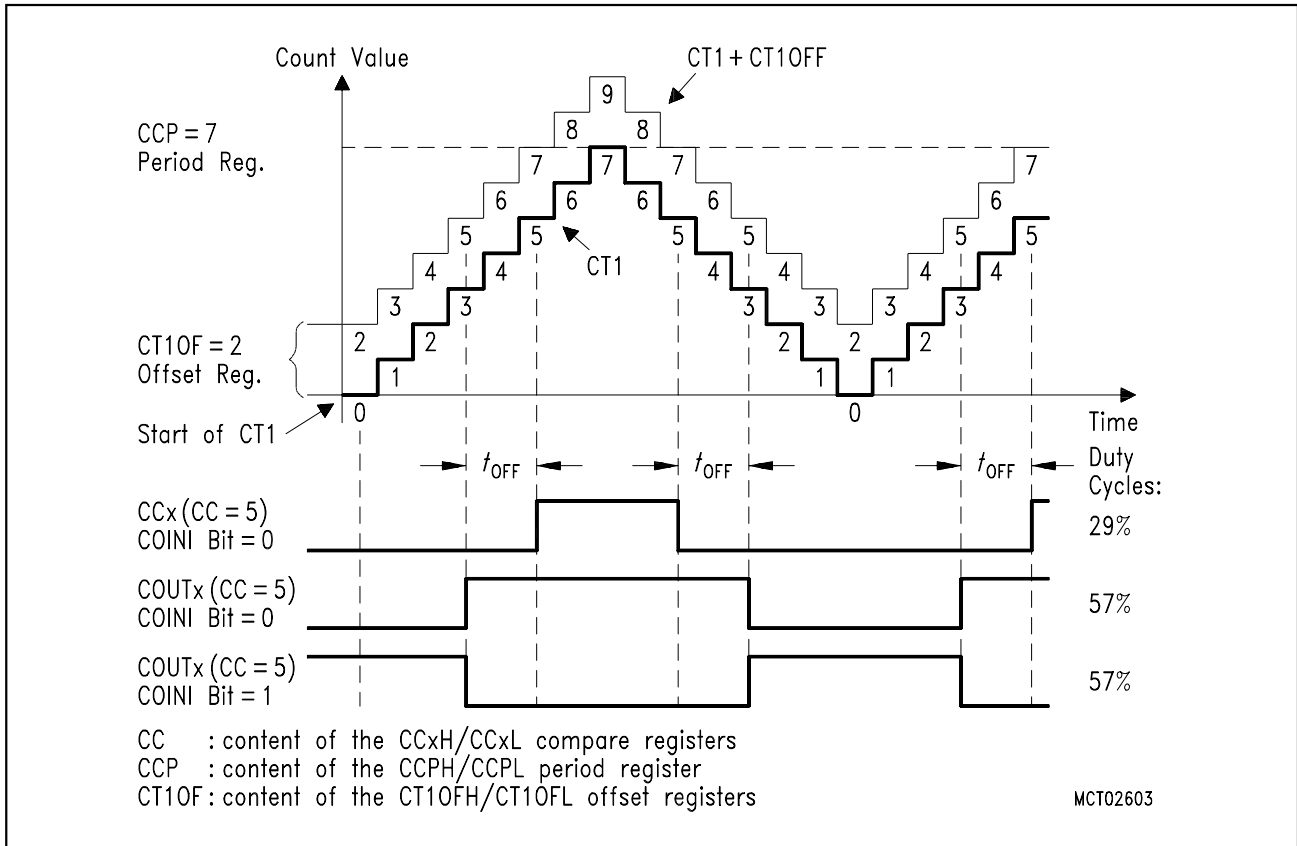 Count Value
CT1 + CT1OFF
CCP = 7
Period Reg.
9
8 8
7 7 7 7
6 6 6 6
5 5 5 5 5 5
CT1
4 4 4 4 4 4
3 3 3 3 3 3
CT1OF = 2
Offset Reg.
2 2 2 2 2
1 1 1
0 0
Start of CT1
Time
tOFF tOFF tOFF
Duty
Cycles:
CCx (CC = 5)
COINI Bit = 0
29%
COUTx (CC = 5)
COINI Bit = 0
57%
COUTx (CC = 5)
COINI Bit = 1
57%
CC : content of the CCxH/CCxL compare registers
CCP : content of the CCPH/CCPL period register
CT1OF : content of the CT1OFH/CT1OFL offset registers
MCT02603